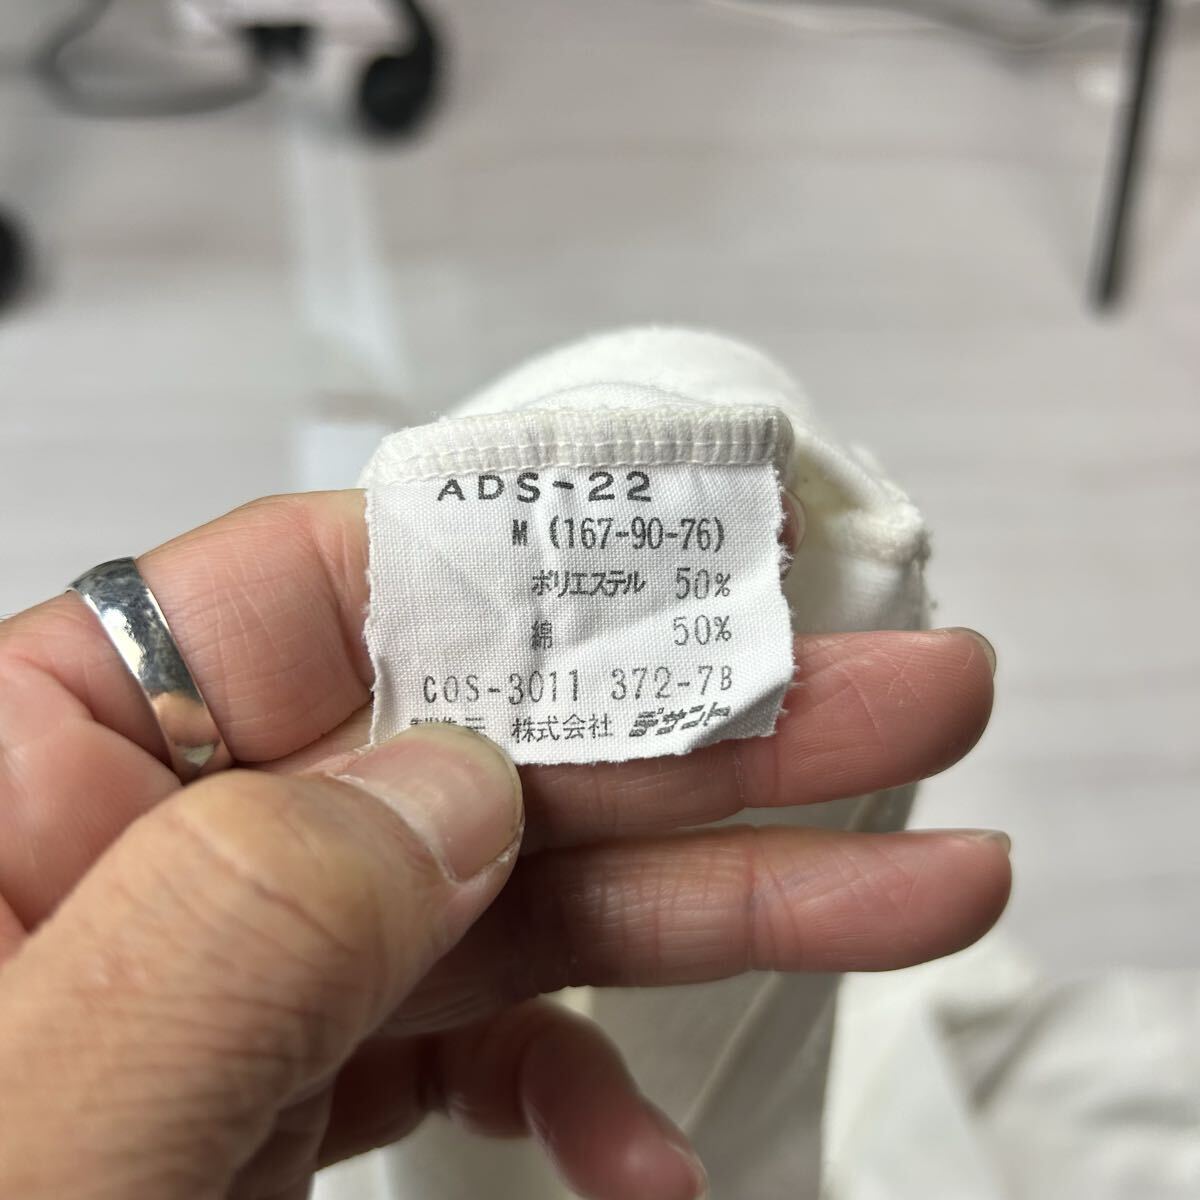 ADS-22
M (167-90-76)
ポリエステル 50%
綿 50%
COS-3011 372-7B
製造元 株式会社 デサント